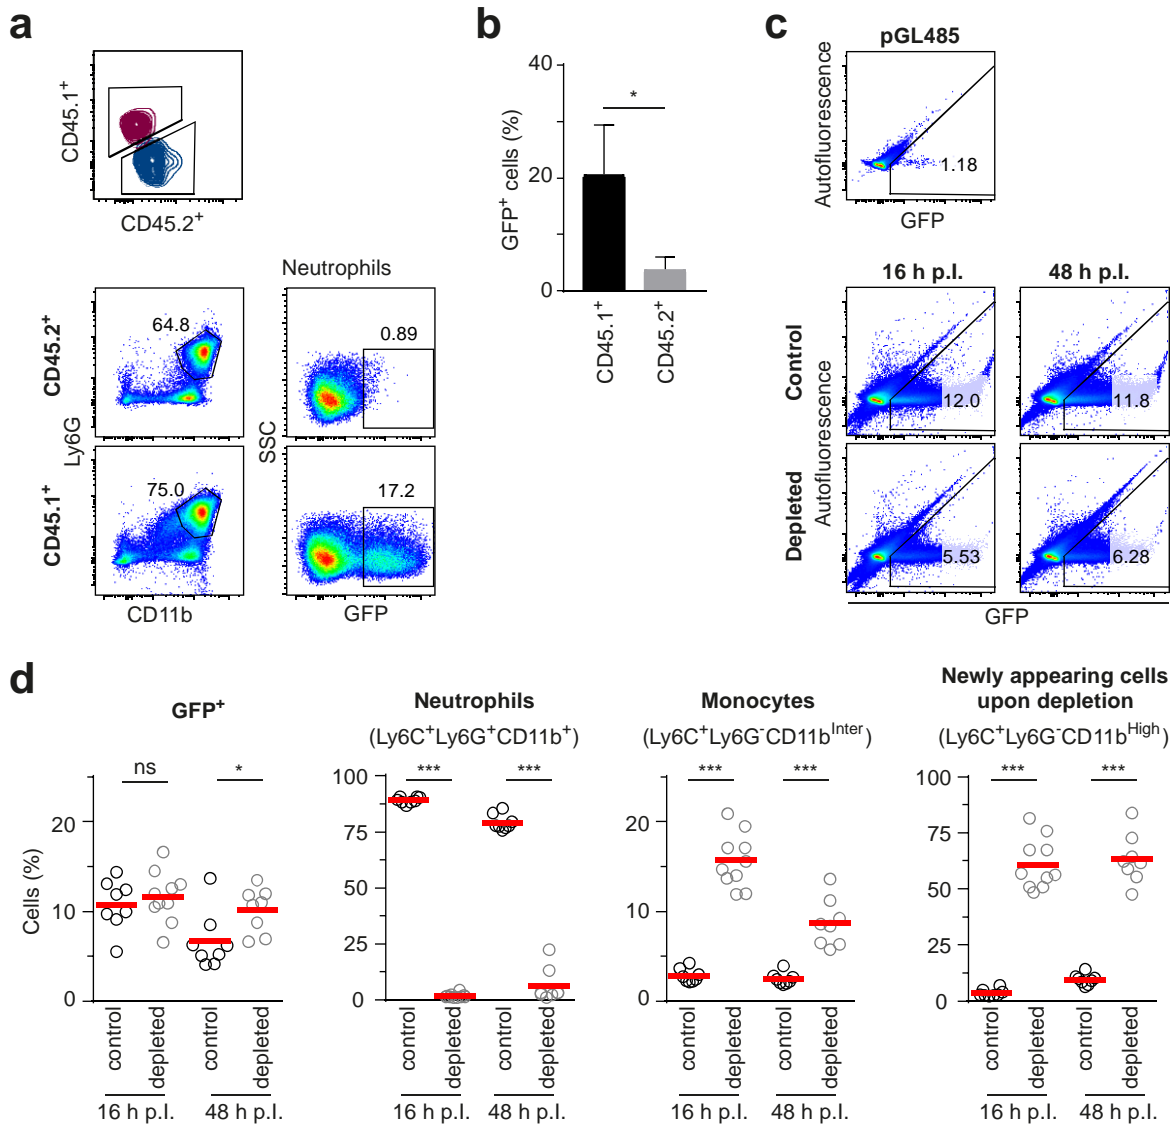 a
CD45.1+
CD45.2+
Neutrophils
CD45.2+
64.8
0.89
Ly6G
SSC
CD45.1+
75.0
17.2
CD11b
GFP
b
GFP+ cells (%)
40
20
0
*
CD45.1+
CD45.2+
c
pGL485
Autofluorescence
1.18
GFP
16 h p.I.
48 h p.I.
Control
Autofluorescence
12.0
11.8
Depleted
5.53
6.28
GFP
d
GFP+
Cells (%)
20
10
0
ns
*
control
depleted
control
depleted
16 h p.I.
48 h p.I.
Neutrophils
(Ly6C+Ly6G+CD11b+)
100
75
50
25
0
***
***
control
depleted
control
depleted
16 h p.I.
48 h p.I.
Monocytes
(Ly6C+Ly6G-CD11bInter)
20
10
0
***
***
control
depleted
control
depleted
16 h p.I.
48 h p.I.
Newly appearing cells
upon depletion
(Ly6C+Ly6G-CD11bHigh)
100
75
50
25
0
***
***
control
depleted
control
depleted
16 h p.I.
48 h p.I.